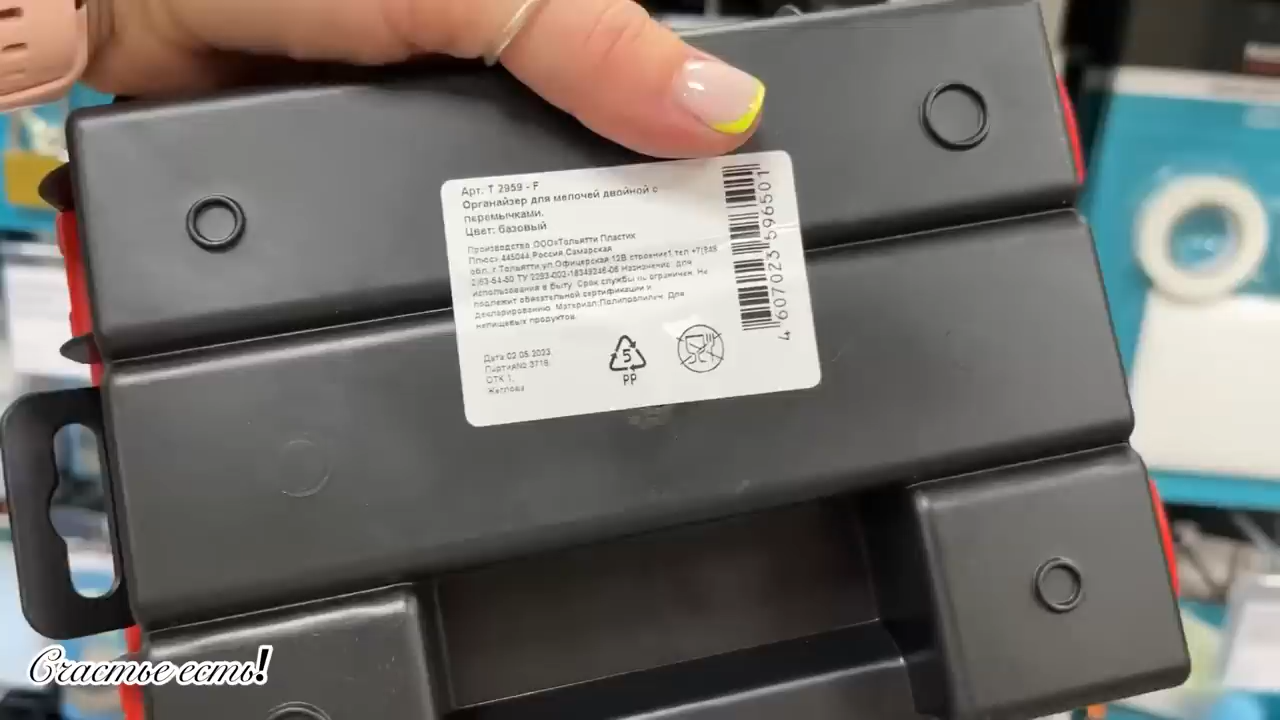 Арт. Т 2959 - F
Органайзер для мелочей двойной с
перемычками.
Цвет: базовый
Производство :ООО«Тольятти Пластик
Плюс».445044,Россия,Самарская
обл.,г.Тольятти,ул.Офицерская,12В,строение1,тел.+7(848
2)63-54-50 ТУ 2293-002-18349246-06 Назначение: для
использования в быту. Срок службы не ограничен. Не
подлежит обязательной сертификации и
декларированию. Материал:Полипропилен. Для
непищевых продуктов.
Дата 02.05.2023.
Партия№ 3718.
ОТК 1.
5
PP
4 607023 596501
Счастье есть!